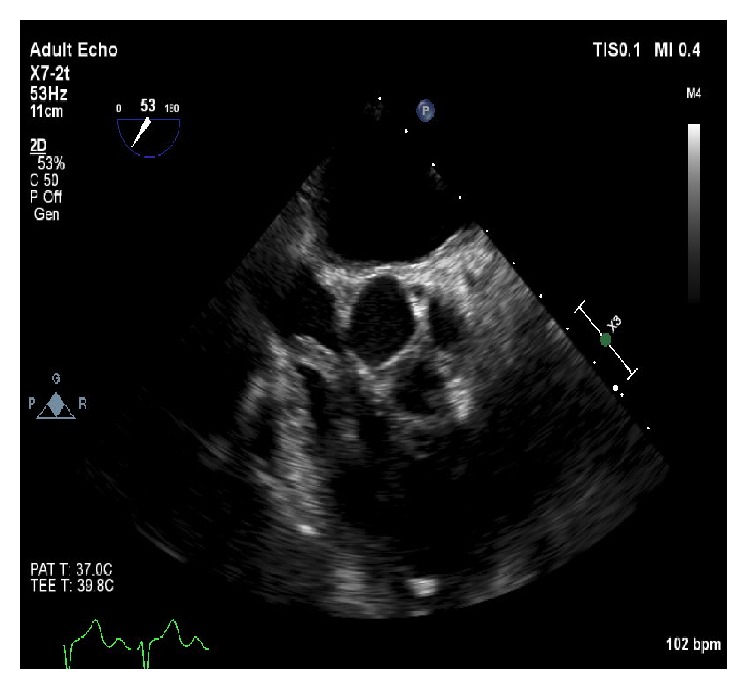 Adult Echo
TIS0.1 MI 0.4
X7-2t
53Hz
11cm
M4
0 53 180
P
2D
53%
C 50
P Off
Gen
X3
G
P R
PAT T: 37.0C
TEE T: 39.8C
102 bpm